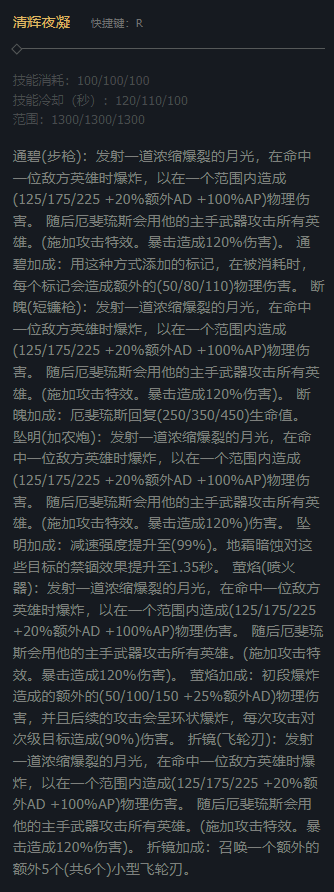 清辉夜凝 快捷键：R
技能消耗：100/100/100
技能冷却（秒）：120/110/100
范围：1300/1300/1300
通碧(步枪)：发射一道浓缩爆裂的月光，在命中
一位敌方英雄时爆炸，以在一个范围内造成
(125/175/225 +20%额外AD +100%AP)物理伤
害。 随后厄斐琉斯会用他的主手武器攻击所有英
雄。(施加攻击特效。暴击造成120%伤害)。 通
碧加成：用这种方式添加的标记，在被消耗时，
每个标记会造成额外的(50/80/110)物理伤害。 断
魄(短镰枪)：发射一道浓缩爆裂的月光，在命中
一位敌方英雄时爆炸，以在一个范围内造成
(125/175/225 +20%额外AD +100%AP)物理伤
害。 随后厄斐琉斯会用他的主手武器攻击所有英
雄。(施加攻击特效。暴击造成120%伤害)。 断
魄加成：厄斐琉斯回复(250/350/450)生命值。
坠明(加农炮)：发射一道浓缩爆裂的月光，在命
中一位敌方英雄时爆炸，以在一个范围内造成
(125/175/225 +20%额外AD +100%AP)物理伤
害。 随后厄斐琉斯会用他的主手武器攻击所有英
雄。(施加攻击特效。暴击造成120%)伤害。 坠
明加成：减速强度提升至(99%)。地霜暗蚀对这
些目标的禁锢效果提升至1.35秒。 萤焰(喷火
器)：发射一道浓缩爆裂的月光，在命中一位敌方
英雄时爆炸，以在一个范围内造成(125/175/225
+20%额外AD +100%AP)物理伤害。 随后厄斐琉
斯会用他的主手武器攻击所有英雄。(施加攻击特
效。暴击造成120%伤害)。 萤焰加成：初段爆炸
造成的额外的(50/100/150 +25%额外AD)物理伤
害，并且后续的攻击会呈环状爆炸，每次攻击对
次级目标造成(90%)伤害。 折镜(飞轮刃)：发射
一道浓缩爆裂的月光，在命中一位敌方英雄时爆
炸，以在一个范围内造成(125/175/225 +20%额
外AD +100%AP)物理伤害。 随后厄斐琉斯会用
他的主手武器攻击所有英雄。(施加攻击特效。暴
击造成120%伤害)。 折镜加成：召唤一个额外的
额外5个(共6个)小型飞轮刃。